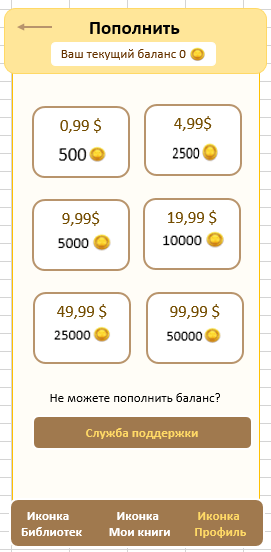 Пополнить
Ваш текущий баланс 0
0,99 $
500
4,99$
2500
9,99$
5000
19,99 $
10000
49,99 $
25000
99,99 $
50000
Не можете пополнить баланс?
Служба поддержки
Иконка
Библиотек
Иконка
Мои книги
Иконка
Профиль